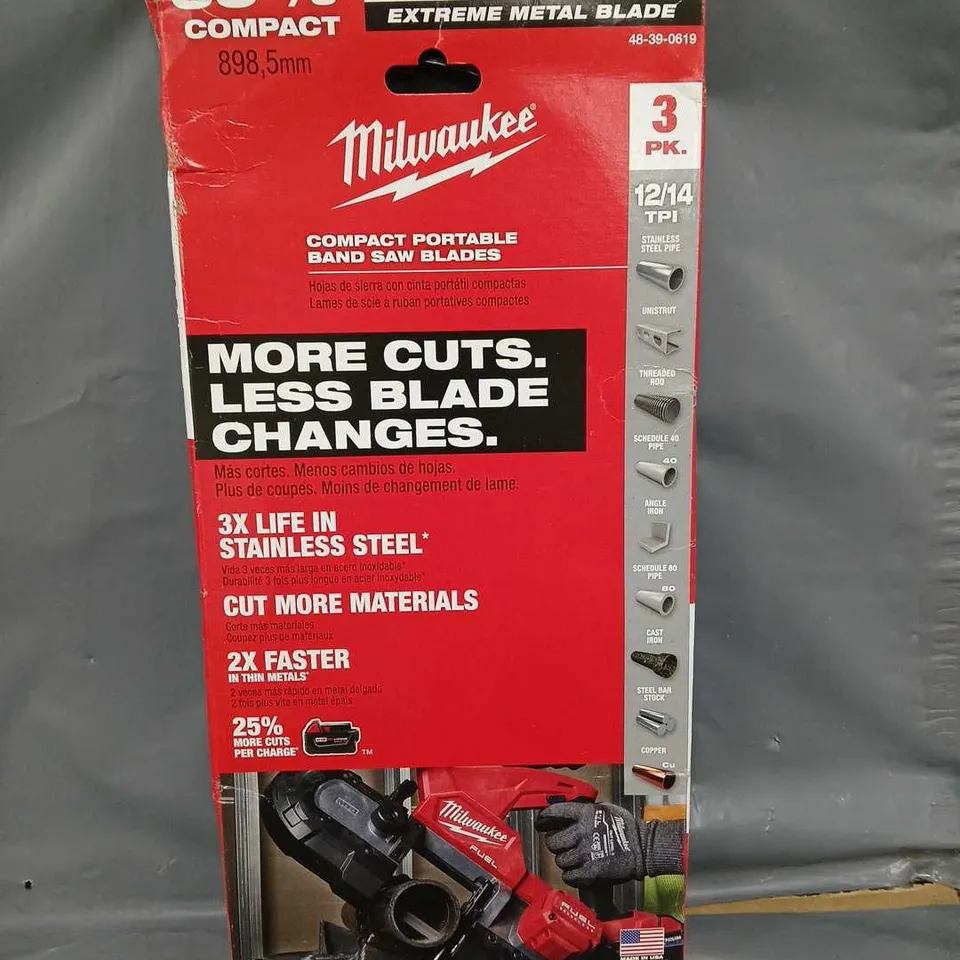 COMPACT
898,5mm
EXTREME METAL BLADE
48-39-0619
Milwaukee®
3
PK.
12/14
TPI
COMPACT PORTABLE
BAND SAW BLADES
Hojas de sierra con cinta portátil compactas
Lames de scie à ruban portatives compactes
MORE CUTS.
LESS BLADE
CHANGES.
Más cortes. Menos cambios de hojas.
Plus de coupes. Moins de changement de lame.
3X LIFE IN
STAINLESS STEEL*
Vida 3 veces más larga en acero inoxidable*
Durabilité 3 fois plus longue en acier inoxydable*
CUT MORE MATERIALS
Corte más materiales
Coupez plus de matériaux
2X FASTER
IN THIN METALS*
2 veces más rápido en metal delgado
2 fois plus vite en métal épais
25%
MORE CUTS
PER CHARGE*
TM
STAINLESS
STEEL PIPE
UNISTRUT
THREADED
ROD
SCHEDULE 40
PIPE
40
ANGLE
IRON
SCHEDULE 80
PIPE
80
CAST
IRON
STEEL BAR
STOCK
COPPER
Cu
Milwaukee
FUEL
Milwaukee
FUEL
MADE IN USA